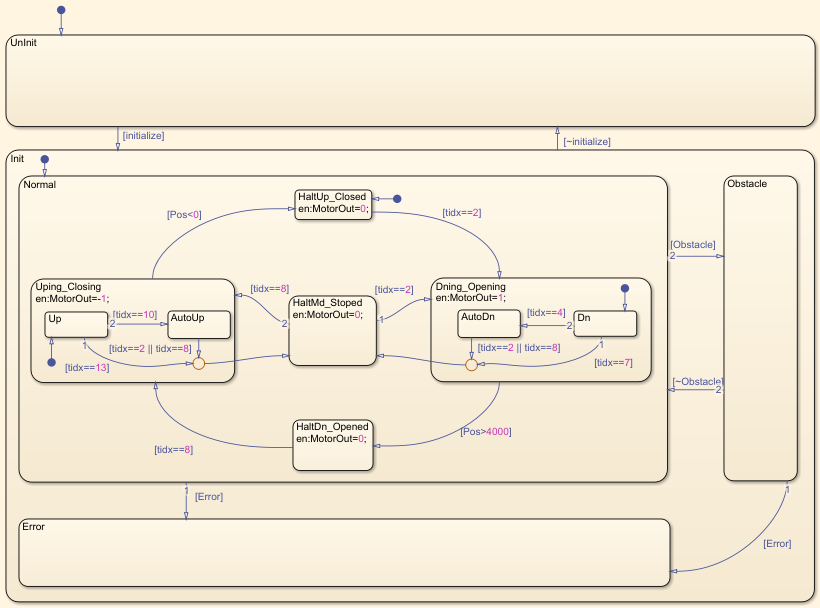 UnInit
[initialize]
[~initialize]
Init
Normal
Obstacle
HaltUp_Closed
en:MotorOut=0;
[Pos<0]
[tidx==2]
[Obstacle]
2
Uping_Closing
en:MotorOut=-1;
[tidx==8]
2
HaltMd_Stoped
en:MotorOut=0;
[tidx==2]
1
Dning_Opening
en:MotorOut=1;
Up
[tidx==10]
2
AutoUp
AutoDn
[tidx==4]
2
Dn
1
[tidx==2 || tidx==8]
[tidx==13]
[tidx==2 || tidx==8]
1
[tidx==7]
[~Obstacle]
2
HaltDn_Opened
en:MotorOut=0;
[tidx==8]
[Pos>4000]
1
[Error]
1
[Error]
Error